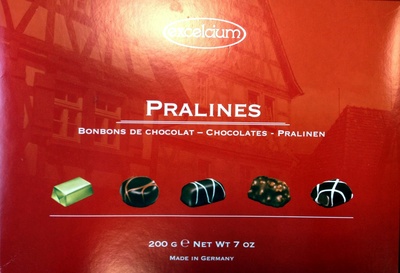 excelcium
PRALINES
BONBONS DE CHOCOLAT – CHOCOLATES - PRALINEN
200 G ℮ NET WT 7 OZ
MADE IN GERMANY